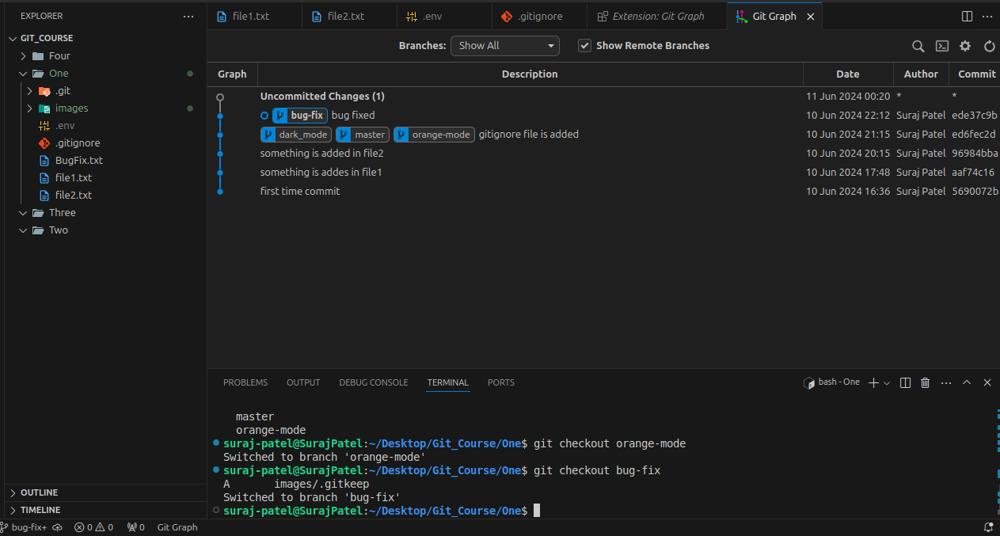 EXPLORER
GIT_COURSE
Four
One
.git
images
.env
.gitignore
BugFix.txt
file1.txt
file2.txt
Three
Two
OUTLINE
TIMELINE
file1.txt file2.txt .env .gitignore Extension: Git Graph Git Graph
Branches: Show All Show Remote Branches
Graph Description Date Author Commit
Uncommitted Changes (1) 11 Jun 2024 00:20 * *
bug-fix bug fixed 10 Jun 2024 22:12 Suraj Patel ede37c9b
dark_mode master orange-mode gitignore file is added 10 Jun 2024 21:15 Suraj Patel ed6fec2d
something is added in file2 10 Jun 2024 20:15 Suraj Patel 96984bba
something is addes in file1 10 Jun 2024 17:48 Suraj Patel aaf74c16
first time commit 10 Jun 2024 16:36 Suraj Patel 5690072b
PROBLEMS OUTPUT DEBUG CONSOLE TERMINAL PORTS bash - One
master
orange-mode
suraj-patel@SurajPatel:~/Desktop/Git_Course/One$ git checkout orange-mode
Switched to branch 'orange-mode'
suraj-patel@SurajPatel:~/Desktop/Git_Course/One$ git checkout bug-fix
A images/.gitkeep
Switched to branch 'bug-fix'
suraj-patel@SurajPatel:~/Desktop/Git_Course/One$
bug-fix+ 0 0 0 Git Graph